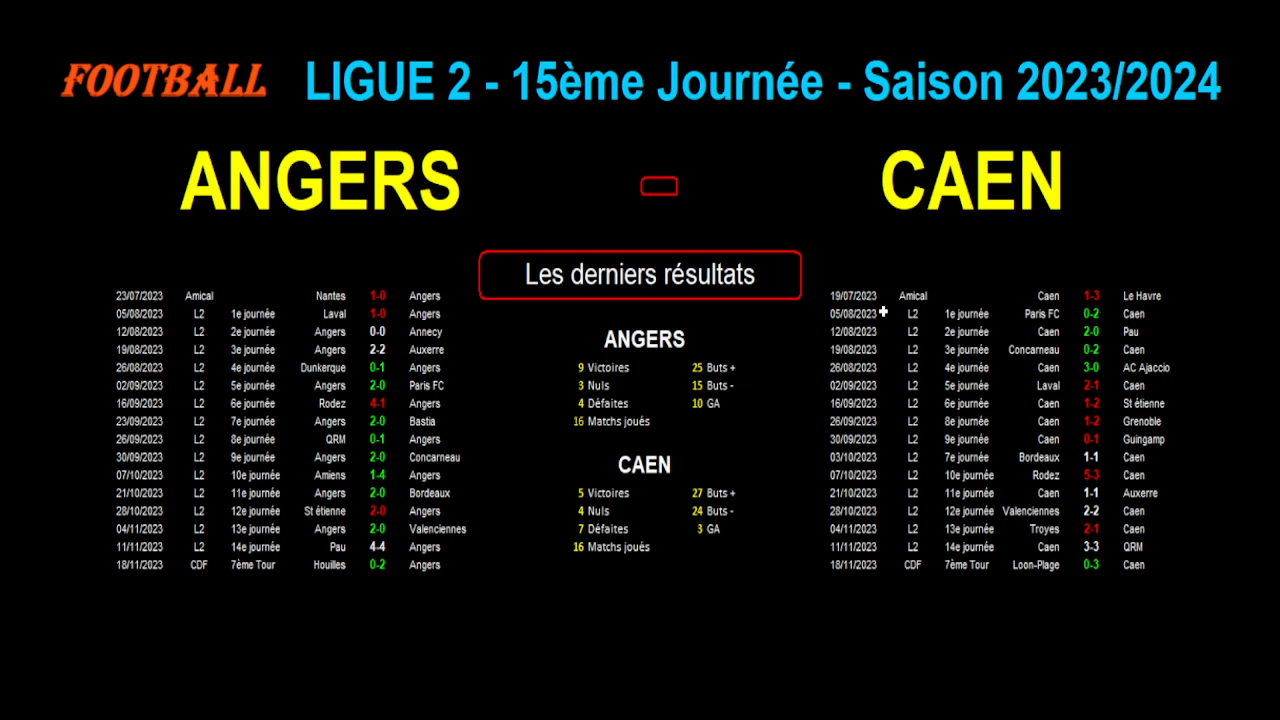 FOOTBALL LIGUE 2 - 15ème Journée - Saison 2023/2024
ANGERS - CAEN
Les derniers résultats
23/07/2023 Amical Nantes 1-0 Angers
05/08/2023 L2 1e journée Laval 1-0 Angers
12/08/2023 L2 2e journée Angers 0-0 Annecy
19/08/2023 L2 3e journée Angers 2-2 Auxerre
26/08/2023 L2 4e journée Dunkerque 0-1 Angers
02/09/2023 L2 5e journée Angers 2-0 Paris FC
16/09/2023 L2 6e journée Rodez 4-1 Angers
23/09/2023 L2 7e journée Angers 2-0 Bastia
26/09/2023 L2 8e journée QRM 0-1 Angers
30/09/2023 L2 9e journée Angers 2-0 Concarneau
07/10/2023 L2 10e journée Amiens 1-4 Angers
21/10/2023 L2 11e journée Angers 2-0 Bordeaux
28/10/2023 L2 12e journée St étienne 2-0 Angers
04/11/2023 L2 13e journée Angers 2-0 Valenciennes
11/11/2023 L2 14e journée Pau 4-4 Angers
18/11/2023 CDF 7ème Tour Houilles 0-2 Angers
ANGERS
9 Victoires 25 Buts +
3 Nuls 15 Buts -
4 Défaites 10 GA
16 Matchs joués
CAEN
5 Victoires 27 Buts +
4 Nuls 24 Buts -
7 Défaites 3 GA
16 Matchs joués
19/07/2023 Amical Caen 1-3 Le Havre
05/08/2023 L2 1e journée Paris FC 0-2 Caen
12/08/2023 L2 2e journée Caen 2-0 Pau
19/08/2023 L2 3e journée Concarneau 0-2 Caen
26/08/2023 L2 4e journée Caen 3-0 AC Ajaccio
02/09/2023 L2 5e journée Laval 2-1 Caen
16/09/2023 L2 6e journée Caen 1-2 St étienne
26/09/2023 L2 8e journée Caen 1-2 Grenoble
30/09/2023 L2 9e journée Caen 0-1 Guingamp
03/10/2023 L2 7e journée Bordeaux 1-1 Caen
07/10/2023 L2 10e journée Rodez 5-3 Caen
21/10/2023 L2 11e journée Caen 1-1 Auxerre
28/10/2023 L2 12e journée Valenciennes 2-2 Caen
04/11/2023 L2 13e journée Troyes 2-1 Caen
11/11/2023 L2 14e journée Caen 3-3 QRM
18/11/2023 CDF 7ème Tour Loon-Plage 0-3 Caen